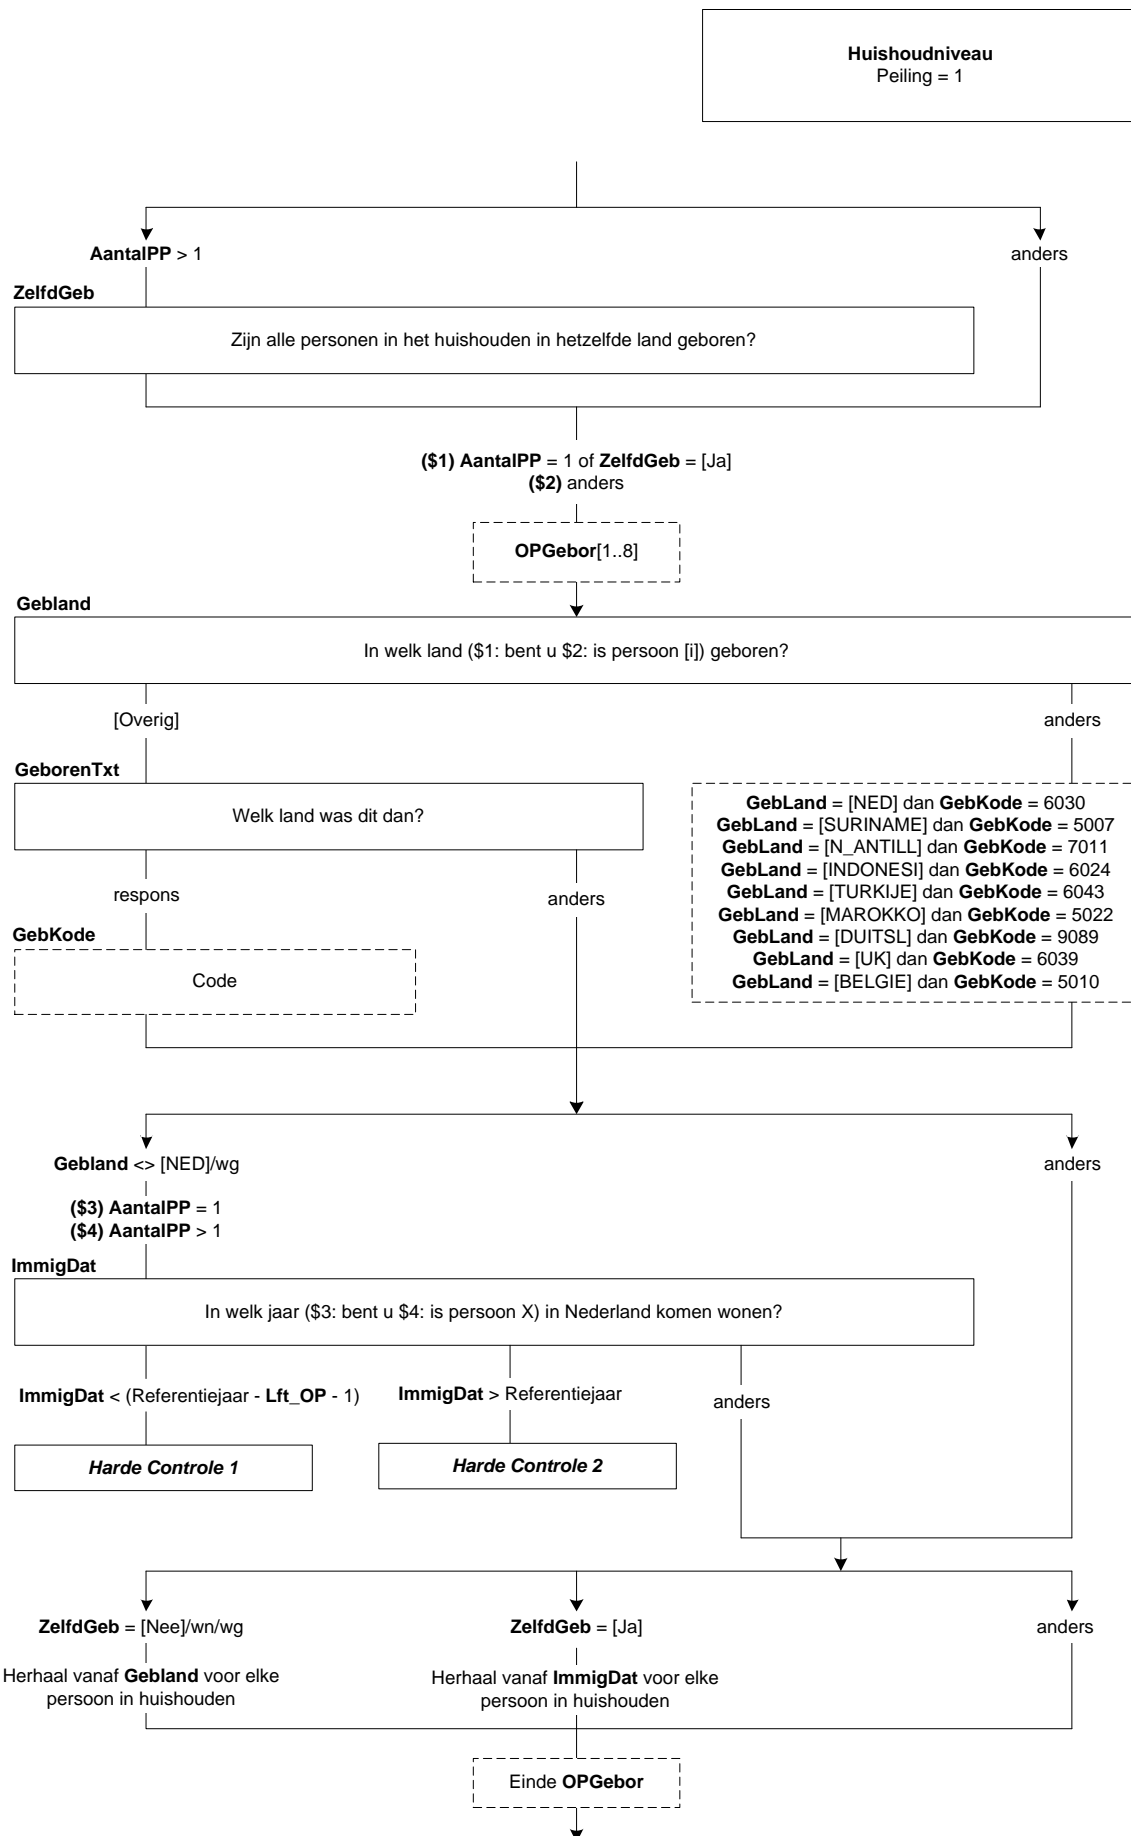 Huishoudniveau
Peiling = 1
AantalPP > 1
anders
ZelfdGeb
Zijn alle personen in het huishouden in hetzelfde land geboren?
($1) AantalPP = 1 of ZelfdGeb = [Ja]
($2) anders
OPGebor[1..8]
Gebland
In welk land ($1: bent u $2: is persoon [i]) geboren?
[Overig]
anders
GeborenTxt
Welk land was dit dan?
respons
anders
GebKode
Code
GebLand = [NED] dan GebKode = 6030
GebLand = [SURINAME] dan GebKode = 5007
GebLand = [N_ANTILL] dan GebKode = 7011
GebLand = [INDONESI] dan GebKode = 6024
GebLand = [TURKIJE] dan GebKode = 6043
GebLand = [MAROKKO] dan GebKode = 5022
GebLand = [DUITSL] dan GebKode = 9089
GebLand = [UK] dan GebKode = 6039
GebLand = [BELGIE] dan GebKode = 5010
Gebland <> [NED]/wg
anders
($3) AantalPP = 1
($4) AantalPP > 1
ImmigDat
In welk jaar ($3: bent u $4: is persoon X) in Nederland komen wonen?
ImmigDat < (Referentiejaar - Lft_OP - 1)
ImmigDat > Referentiejaar
anders
Harde Controle 1
Harde Controle 2
ZelfdGeb = [Nee]/wn/wg
ZelfdGeb = [Ja]
anders
Herhaal vanaf Gebland voor elke
persoon in huishouden
Herhaal vanaf ImmigDat voor elke
persoon in huishouden
Einde OPGebor